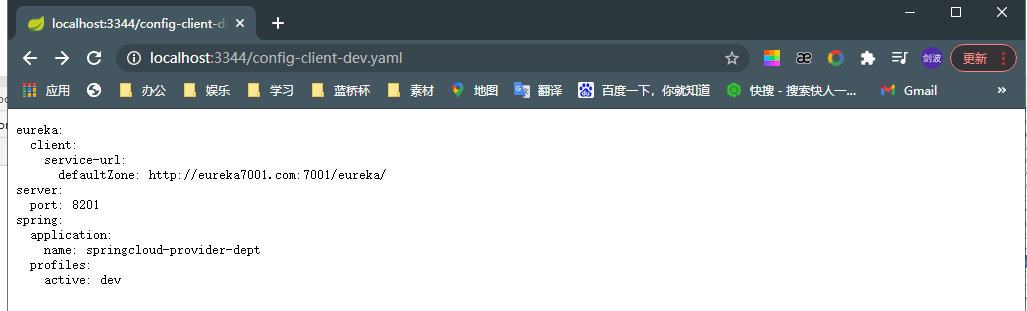 localhost:3344/config-client-d
localhost:3344/config-client-dev.yaml
剑波
更新
应用
办公
娱乐
学习
蓝桥杯
素材
地图
翻译
百度一下，你就知道
快搜 - 搜索快人一...
Gmail
eureka:
client:
service-url:
defaultZone: http://eureka7001.com:7001/eureka/
server:
port: 8201
spring:
application:
name: springcloud-provider-dept
profiles:
active: dev